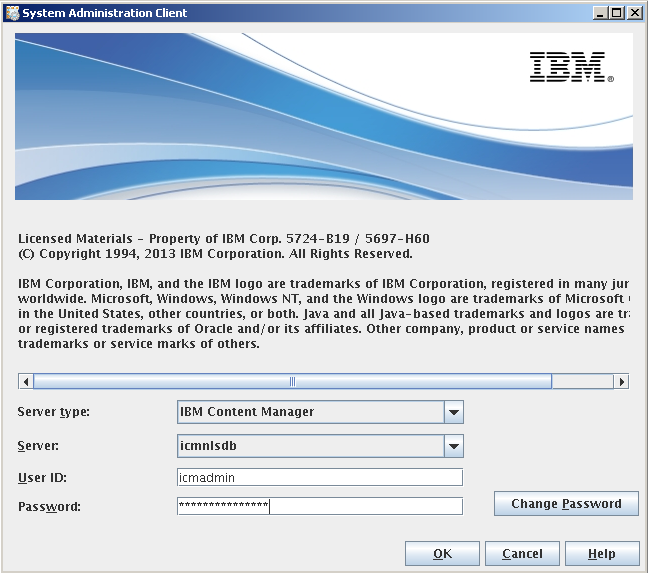 System Administration Client
IBM®
Licensed Materials - Property of IBM Corp. 5724-B19 / 5697-H60
(C) Copyright 1994, 2013 IBM Corporation. All Rights Reserved.
IBM Corporation, IBM, and the IBM logo are trademarks of IBM Corporation, registered in many jur
worldwide. Microsoft, Windows, Windows NT, and the Windows logo are trademarks of Microsoft
in the United States, other countries, or both. Java and all Java-based trademarks and logos are tra
or registered trademarks of Oracle and/or its affiliates. Other company, product or service names
trademarks or service marks of others.
Server type: IBM Content Manager
Server: icmnlsdb
User ID: icmadmin
Password: ***************
Change Password
OK Cancel Help